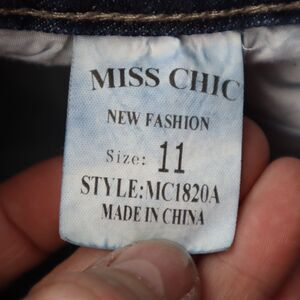 MISS CHIC
NEW FASHION
Size: 11
STYLE:MC1820A
MADE IN CHINA